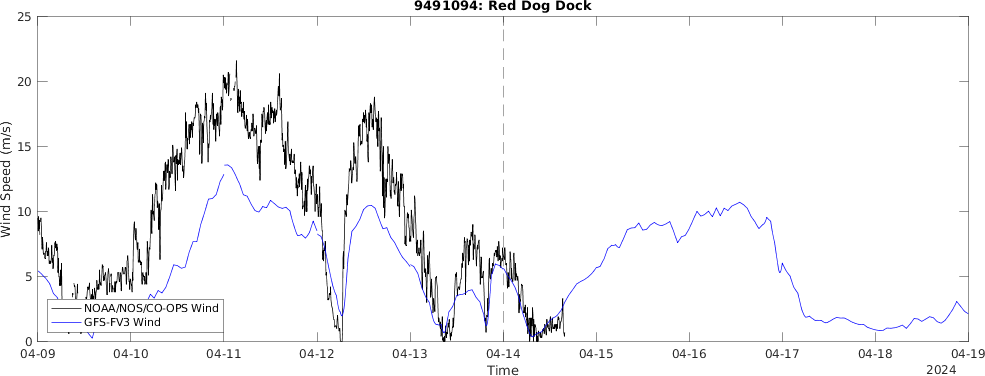 9491094: Red Dog Dock
25
20
15
10
5
0
Wind Speed (m/s)
NOAA/NOS/CO-OPS Wind
GFS-FV3 Wind
04-09 04-10 04-11 04-12 04-13 04-14 04-15 04-16 04-17 04-18 04-19
Time
2024